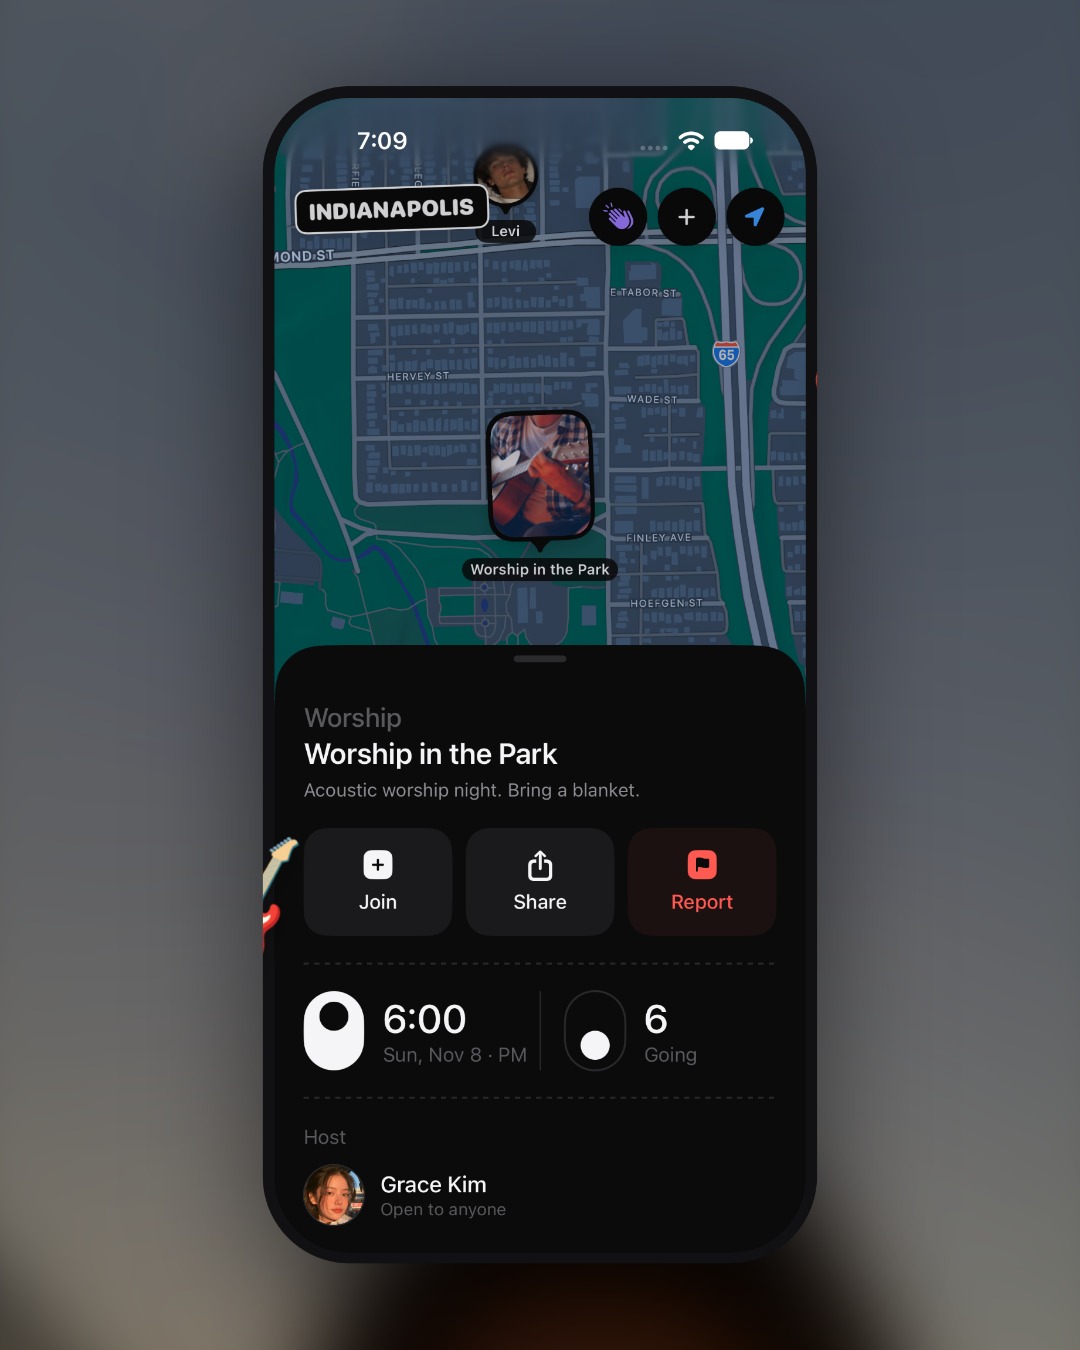 7:09
INDIANAPOLIS
Levi
MOND ST
E TABOR ST
65
HERVEY ST
WADE ST
FINLEY AVE
Worship in the Park
HOEFGEN ST
Worship
Worship in the Park
Acoustic worship night. Bring a blanket.
Join
Share
Report
6:00
Sun, Nov 8 · PM
6
Going
Host
Grace Kim
Open to anyone